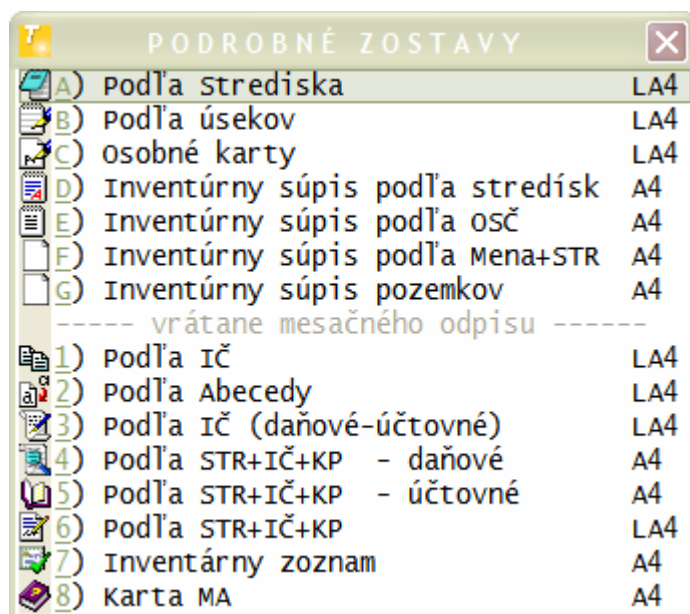 PODROBNÉ ZOSTAVY
A) Podľa Strediska LA4
B) Podľa úsekov LA4
C) Osobné karty LA4
D) Inventúrny súpis podľa stredísk A4
E) Inventúrny súpis podľa OSČ A4
F) Inventúrny súpis podľa Mena+STR A4
G) Inventúrny súpis pozemkov A4
----- vrátane mesačného odpisu ------
1) Podľa IČ LA4
2) Podľa Abecedy LA4
3) Podľa IČ (daňové-účtovné) LA4
4) Podľa STR+IČ+KP - daňové A4
5) Podľa STR+IČ+KP - účtovné A4
6) Podľa STR+IČ+KP LA4
7) Inventárny zoznam A4
8) Karta MA A4